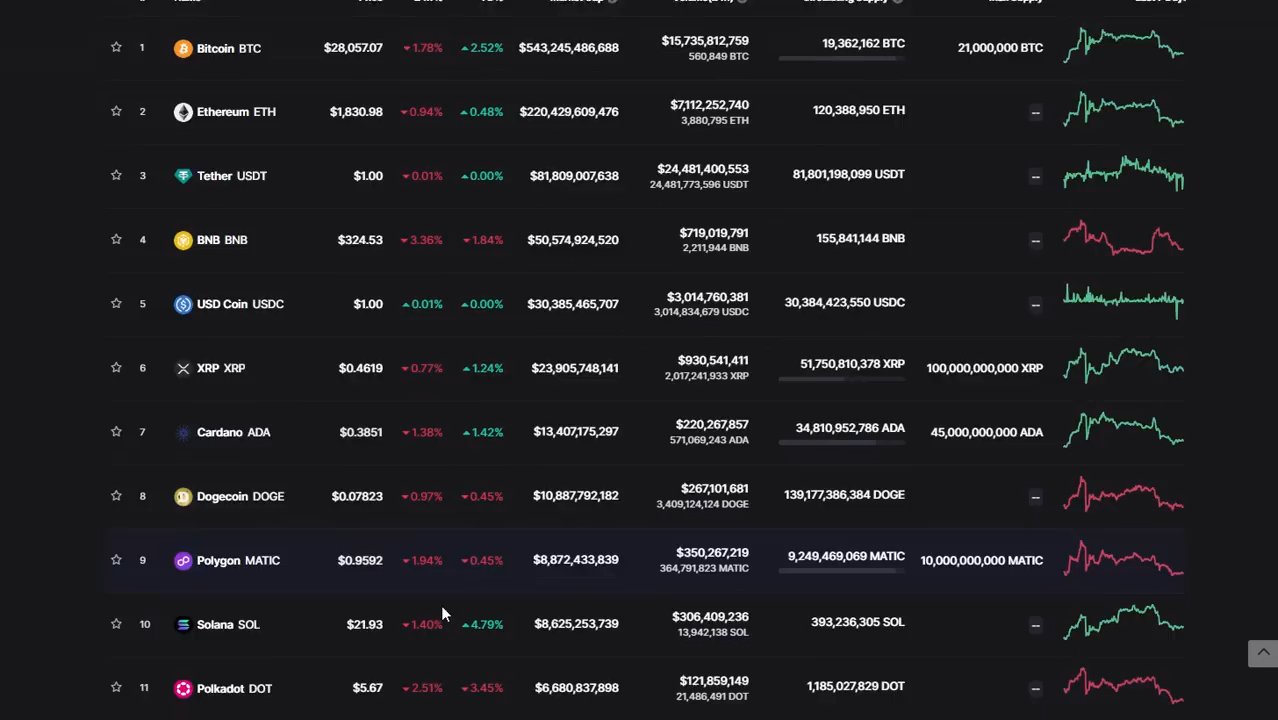 1 Bitcoin BTC $28,057.07 1.78% 2.52% $543,245,486,688 $15,735,812,759 19,362,162 BTC 21,000,000 BTC
560,849 BTC
2 Ethereum ETH $1,830.98 0.94% 0.48% $220,429,609,476 $7,112,252,740 120,388,950 ETH --
3,880,795 ETH
3 Tether USDT $1.00 0.01% 0.00% $81,809,007,638 $24,481,400,553 81,801,198,099 USDT --
24,481,773,596 USDT
4 BNB BNB $324.53 3.36% 1.84% $50,574,924,520 $719,019,791 155,841,144 BNB --
2,211,944 BNB
5 USD Coin USDC $1.00 0.01% 0.00% $30,385,465,707 $3,014,760,381 30,384,423,550 USDC --
3,014,834,679 USDC
6 XRP XRP $0.4619 0.77% 1.24% $23,905,748,141 $930,541,411 51,750,810,378 XRP 100,000,000,000 XRP
2,017,241,933 XRP
7 Cardano ADA $0.3851 1.38% 1.42% $13,407,175,297 $220,267,857 34,810,952,786 ADA 45,000,000,000 ADA
571,069,243 ADA
8 Dogecoin DOGE $0.07823 0.97% 0.45% $10,887,792,182 $267,101,681 139,177,386,384 DOGE --
3,409,124,124 DOGE
9 Polygon MATIC $0.9592 1.94% 0.45% $8,872,433,839 $350,267,219 9,249,469,069 MATIC 10,000,000,000 MATIC
364,791,823 MATIC
10 Solana SOL $21.93 1.40% 4.79% $8,625,253,739 $306,409,236 393,236,305 SOL --
13,942,138 SOL
11 Polkadot DOT $5.67 2.51% 3.45% $6,680,837,898 $121,859,149 1,185,027,829 DOT --
21,486,491 DOT